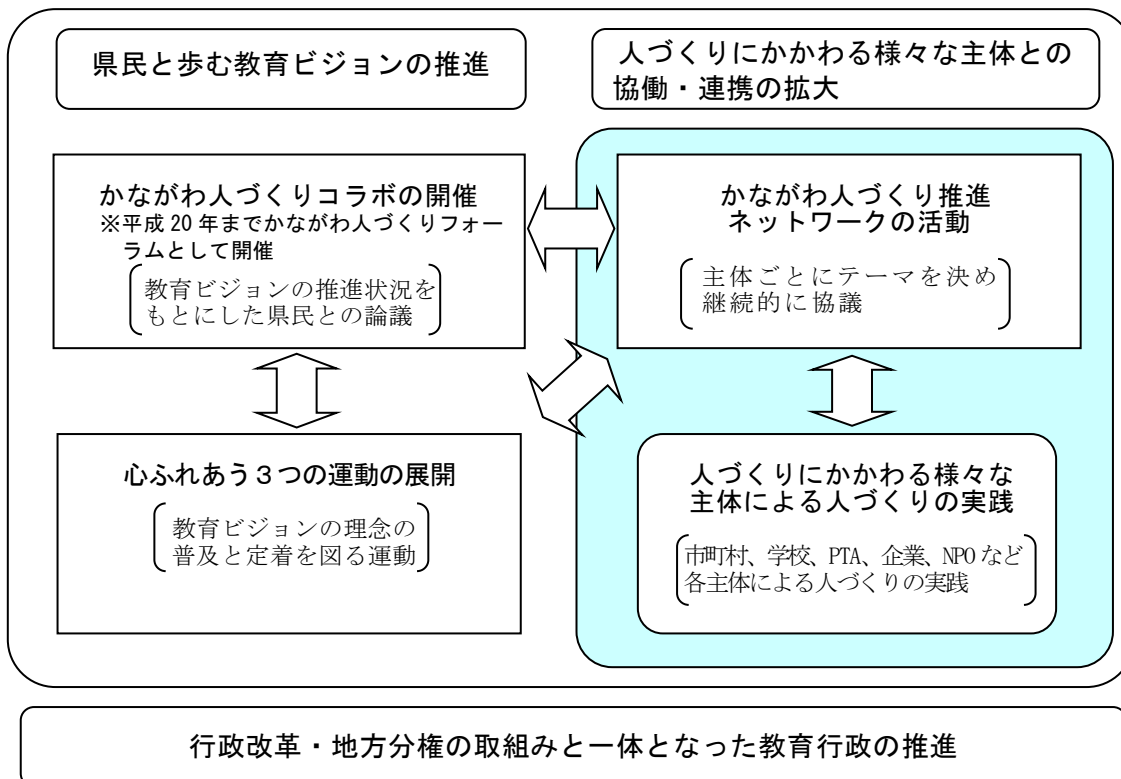 県民と歩む教育ビジョンの推進
人づくりにかかわる様々な主体との
協働・連携の拡大
かながわ人づくりコラボの開催
※平成20年までかながわ人づくりフォー
ラムとして開催
教育ビジョンの推進状況を
もとにした県民との論議
かながわ人づくり推進
ネットワークの活動
主体ごとにテーマを決め
継続的に協議
心ふれあう３つの運動の展開
教育ビジョンの理念の
普及と定着を図る運動
人づくりにかかわる様々な
主体による人づくりの実践
市町村、学校、PTA、企業、NPOなど
各主体による人づくりの実践
行政改革・地方分権の取組みと一体となった教育行政の推進